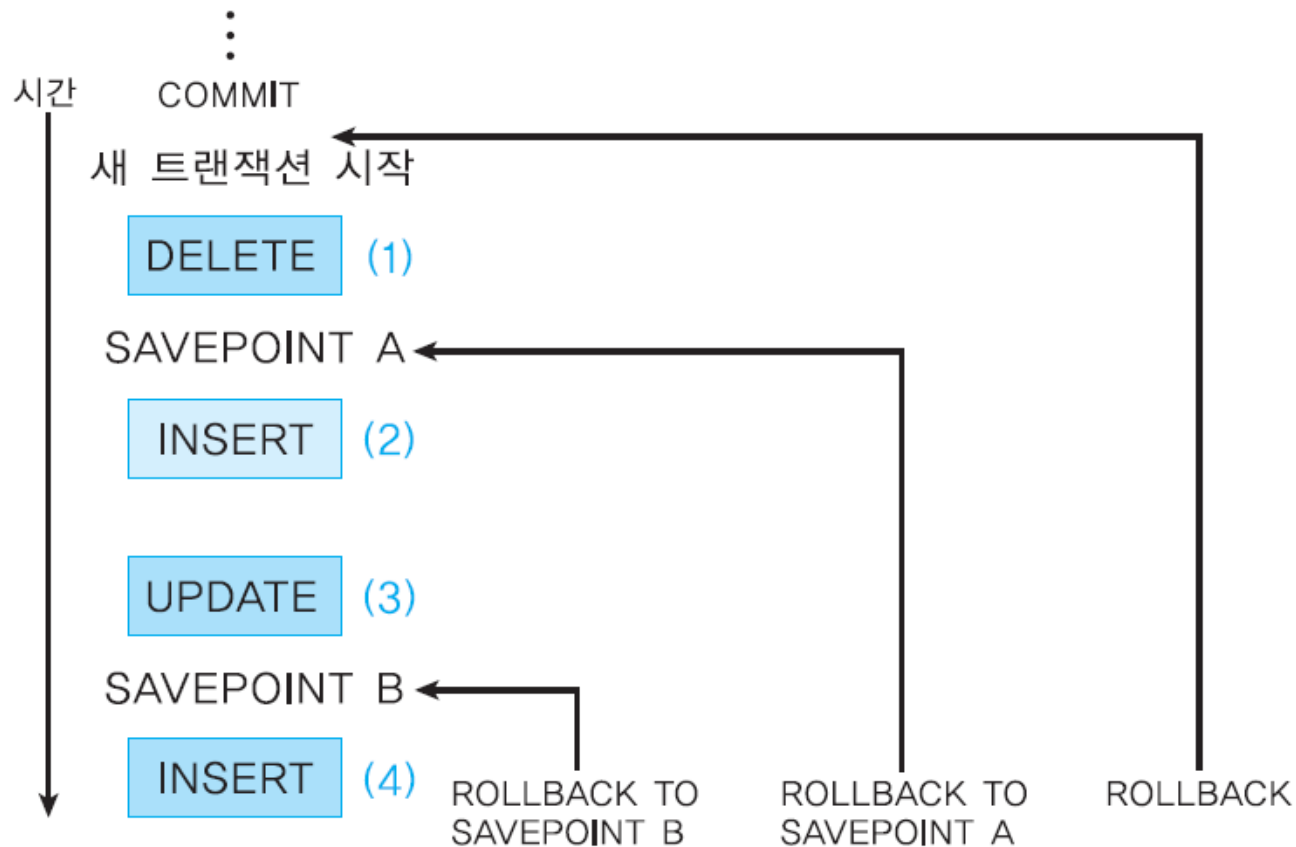 시간 COMMIT
새 트랜잭션 시작
DELETE (1)
SAVEPOINT A
INSERT (2)
UPDATE (3)
SAVEPOINT B
INSERT (4)
ROLLBACK TO
SAVEPOINT B
ROLLBACK TO
SAVEPOINT A
ROLLBACK